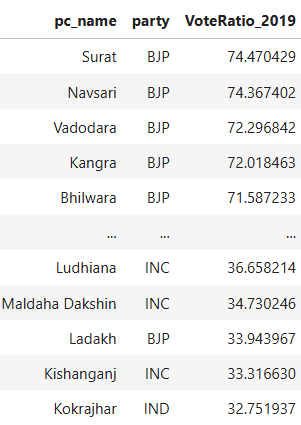 pc_name party VoteRatio_2019
Surat BJP 74.470429
Navsari BJP 74.367402
Vadodara BJP 72.296842
Kangra BJP 72.018463
Bhilwara BJP 71.587233
... ... ...
Ludhiana INC 36.658214
Maldaha Dakshin INC 34.730246
Ladakh BJP 33.943967
Kishanganj INC 33.316630
Kokrajhar IND 32.751937